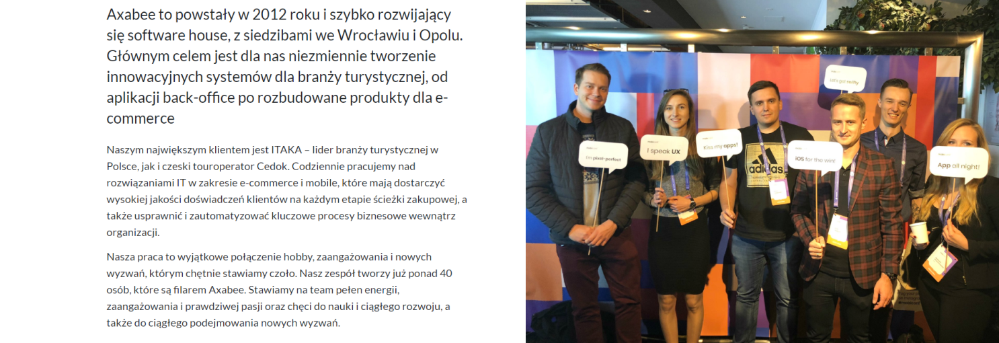 Axabee to powstały w 2012 roku i szybko rozwijający
się software house, z siedzibami we Wrocławiu i Opolu.
Głównym celem jest dla nas niezmiennie tworzenie
innowacyjnych systemów dla branży turystycznej, od
aplikacji back-office po rozbudowane produkty dla e-
commerce
Naszym największym klientem jest ITAKA – lider branży turystycznej w
Polsce, jak i czeski touroperator Cedok. Codziennie pracujemy nad
rozwiązaniami IT w zakresie e-commerce i mobile, które mają dostarczyć
wysokiej jakości doświadczeń klientów na każdym etapie ścieżki zakupowej, a
także usprawnić i zautomatyzować kluczowe procesy biznesowe wewnątrz
organizacji.
Nasza praca to wyjątkowe połączenie hobby, zaangażowania i nowych
wyzwań, którym chętnie stawiamy czoło. Nasz zespół tworzy już ponad 40
osób, które są filarem Axabee. Stawiamy na team pełen energii,
zaangażowania i prawdziwej pasji oraz chęci do nauki i ciągłego rozwoju, a
także do ciągłego podejmowania nowych wyzwań.
Let's get swifty
I'm pixel-perfect
I speak UX
Kiss my apps!
iOS for the win!
App all night!
adidas